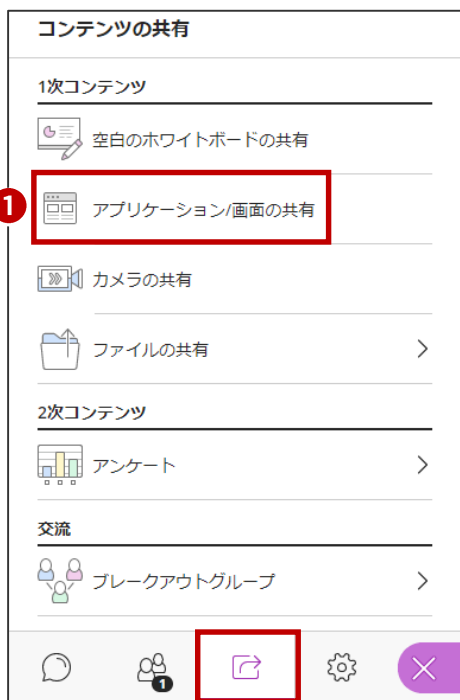 コンテンツの共有
1次コンテンツ
空白のホワイトボードの共有
1
アプリケーション/画面の共有
カメラの共有
ファイルの共有
2次コンテンツ
アンケート
交流
ブレークアウトグループ
1